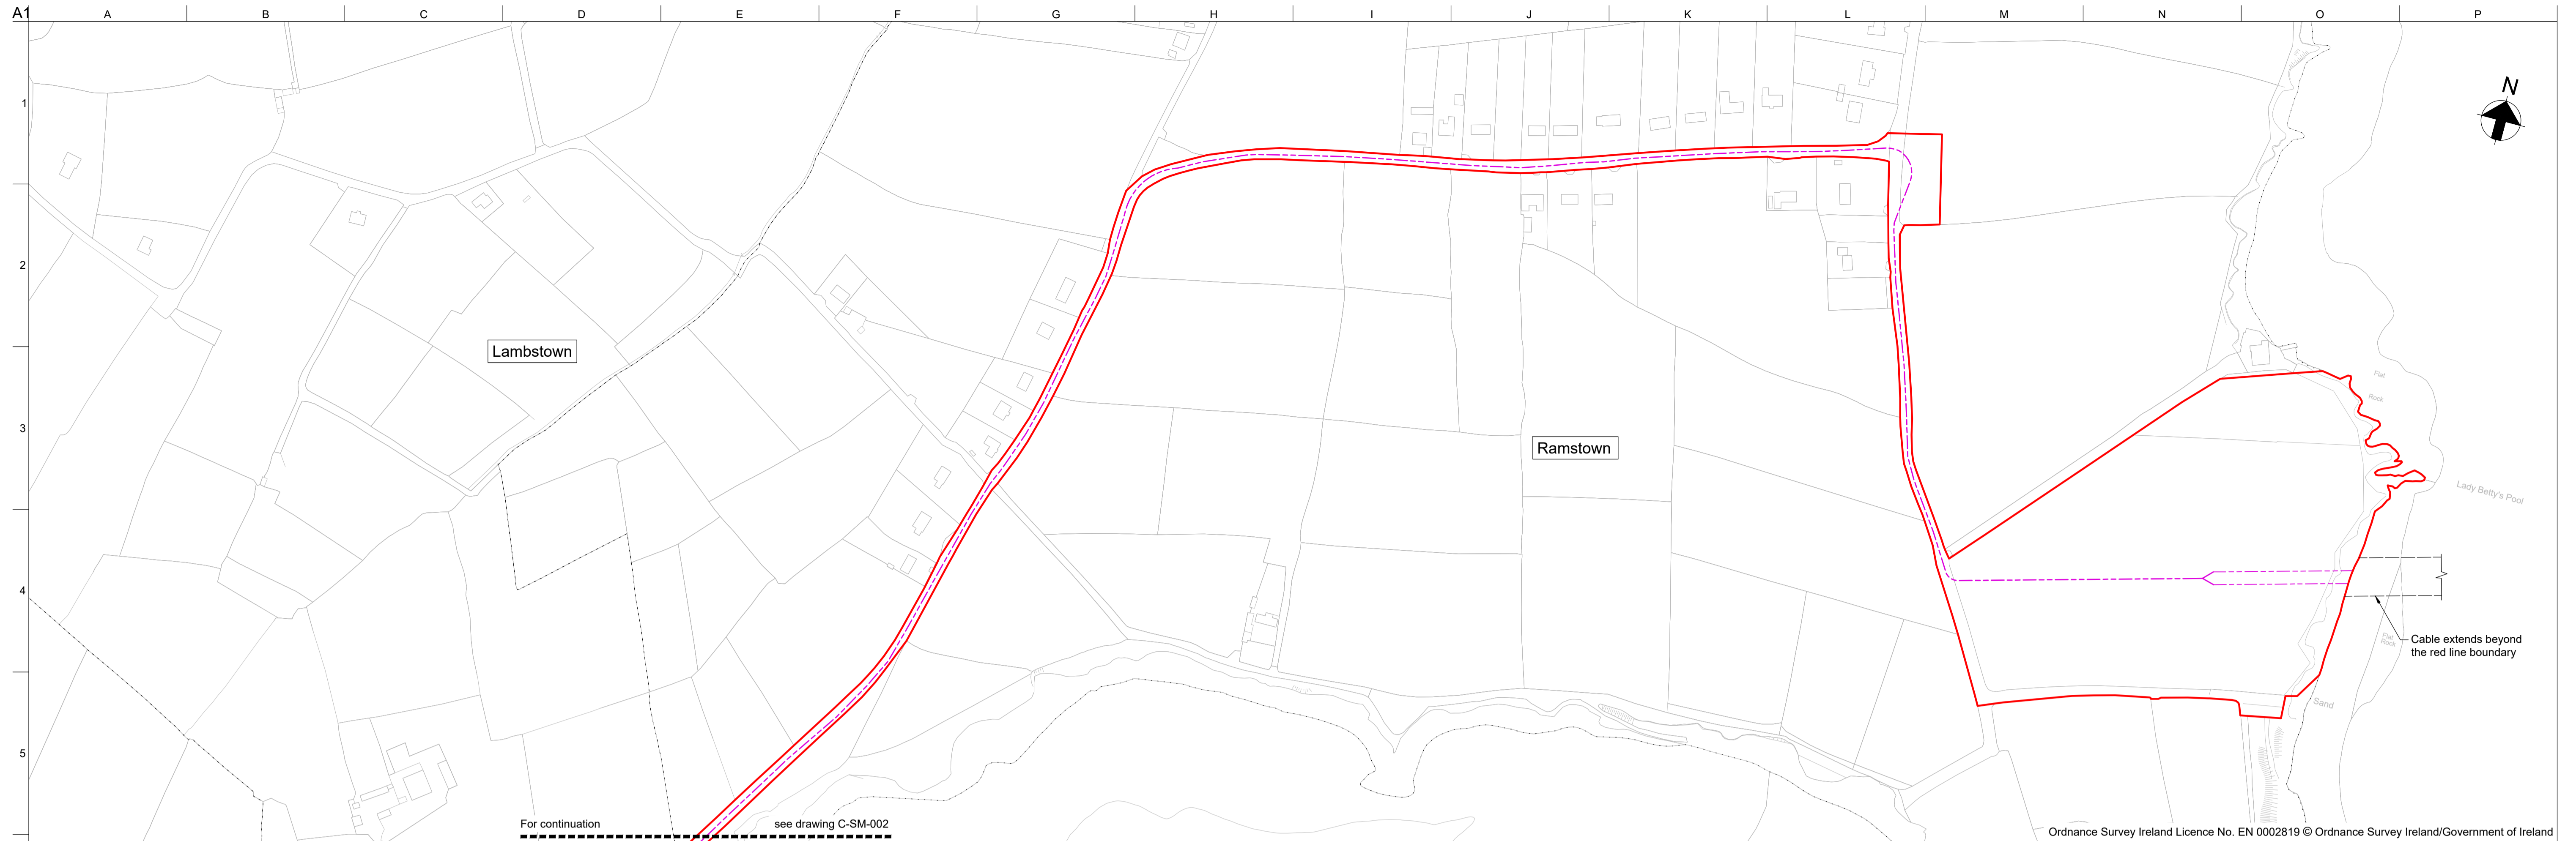 A1
A B C D E F G H I J K L M N O P
1
N
2
Lambstown
Flat
Rock
3
Ramstown
Lady Betty's Pool
4
Flat
Rock
Cable extends beyond
the red line boundary
Sand
5
For continuation see drawing C-SM-002
Ordnance Survey Ireland Licence No. EN 0002819 © Ordnance Survey Ireland/Government of Ireland